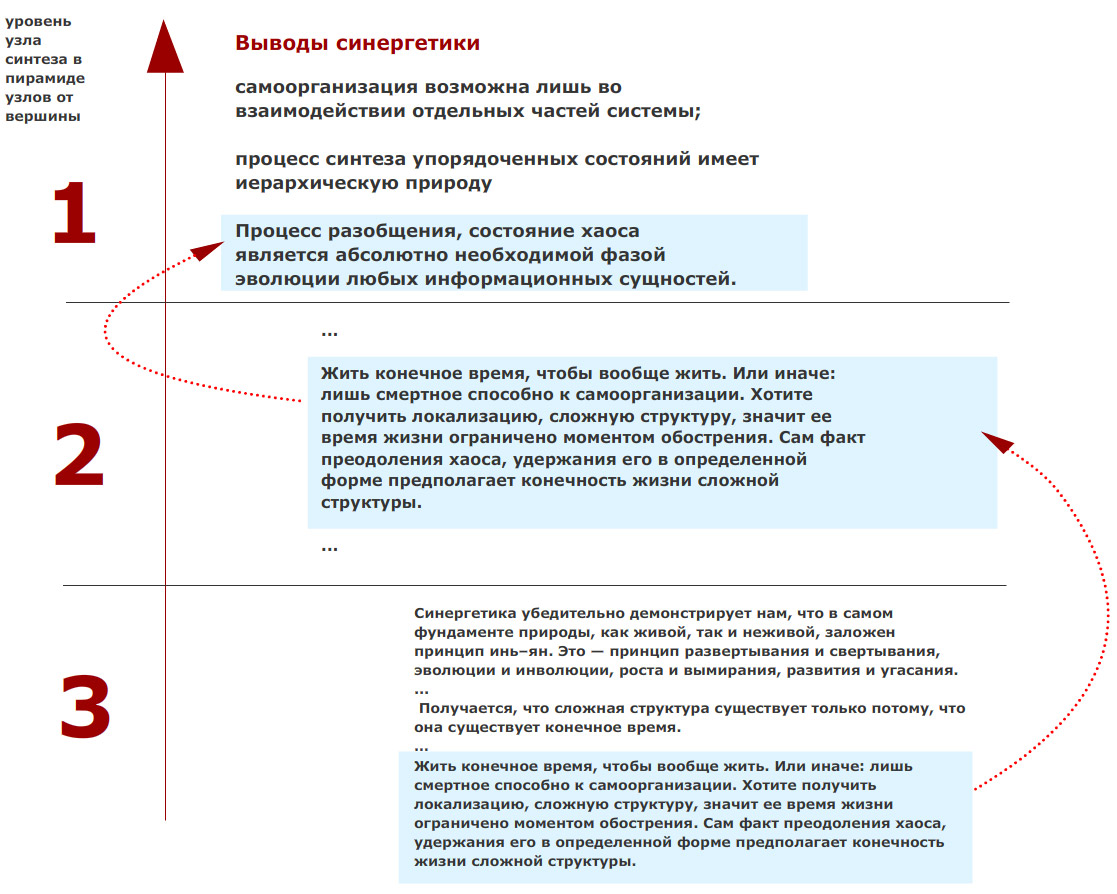 уровень
узла
синтеза в
пирамиде
узлов от
вершины
Выводы синергетики
самоорганизация возможна лишь во
взаимодействии отдельных частей системы;
процесс синтеза упорядоченных состояний имеет
иерархическую природу
1
Процесс разобщения, состояние хаоса
является абсолютно необходимой фазой
эволюции любых информационных сущностей.
...
2
Жить конечное время, чтобы вообще жить. Или иначе:
лишь смертное способно к самоорганизации. Хотите
получить локализацию, сложную структуру, значит ее
время жизни ограничено моментом обострения. Сам факт
преодоления хаоса, удержания его в определенной
форме предполагает конечность жизни сложной
структуры.
...
3
Синергетика убедительно демонстрирует нам, что в самом
фундаменте природы, как живой, так и неживой, заложен
принцип инь–ян. Это — принцип развертывания и свертывания,
эволюции и инволюции, роста и вымирания, развития и угасания.
...
Получается, что сложная структура существует только потому, что
она существует конечное время.
...
Жить конечное время, чтобы вообще жить. Или иначе: лишь
смертное способно к самоорганизации. Хотите получить
локализацию, сложную структуру, значит ее время жизни
ограничено моментом обострения. Сам факт преодоления хаоса,
удержания его в определенной форме предполагает конечность
жизни сложной структуры.